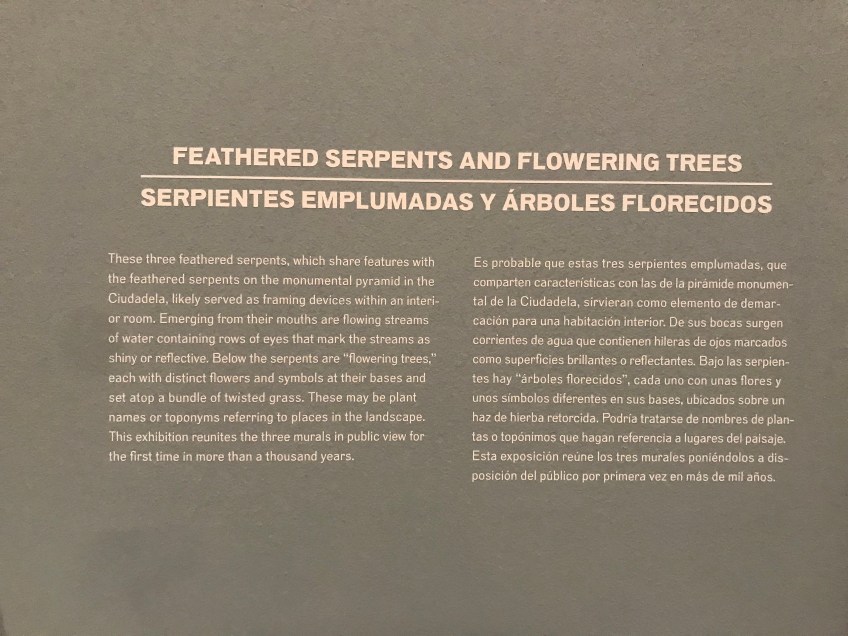 FEATHERED SERPENTS AND FLOWERING TREES
SERPIENTES EMPLUMADAS Y ÁRBOLES FLORECIDOS
These three feathered serpents, which share features with
the feathered serpents on the monumental pyramid in the
Ciudadela, likely served as framing devices within an interi-
or room. Emerging from their mouths are flowing streams
of water containing rows of eyes that mark the streams as
shiny or reflective. Below the serpents are “flowering trees,”
each with distinct flowers and symbols at their bases and
set atop a bundle of twisted grass. These may be plant
names or toponyms referring to places in the landscape.
This exhibition reunites the three murals in public view for
the first time in more than a thousand years.
Es probable que estas tres serpientes emplumadas, que
comparten características con las de la pirámide monumen-
tal de la Ciudadela, sirvieran como elemento de demar-
cación para una habitación interior. De sus bocas surgen
corrientes de agua que contienen hileras de ojos marcados
como superficies brillantes o reflectantes. Bajo las serpien-
tes hay “árboles florecidos”, cada uno con unas flores y
unos símbolos diferentes en sus bases, ubicados sobre un
haz de hierba retorcida. Podría tratarse de nombres de plan-
tas o topónimos que hagan referencia a lugares del paisaje.
Esta exposición reúne los tres murales poniéndolos a dis-
posición del público por primera vez en más de mil años.